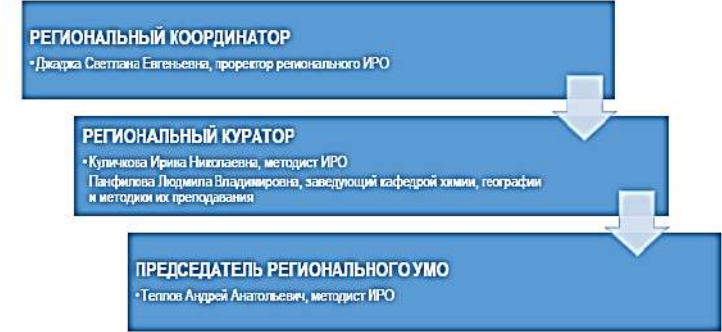 РЕГИОНАЛЬНЫЙ КООРДИНАТОР
•Джаджа Светлана Евгеньевна, проректор регионального ИРО
РЕГИОНАЛЬНЫЙ КУРАТОР
•Куличкова Ирина Николаевна, методист ИРО
Панфилова Людмила Владимировна, заведующий кафедрой химии, географии
и методики их преподавания
ПРЕДСЕДАТЕЛЬ РЕГИОНАЛЬНОГО УМО
•Теплов Андрей Анатольевич, методист ИРО